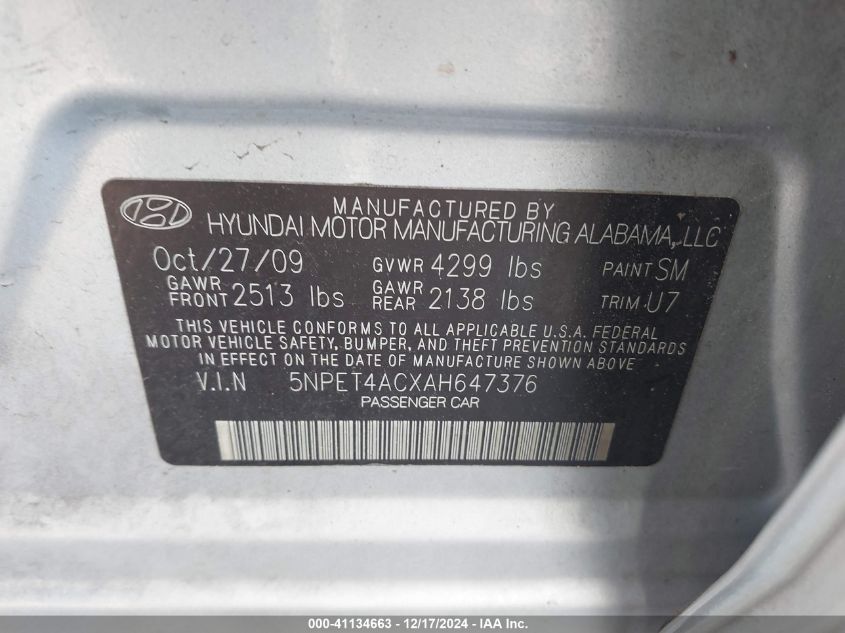 MANUFACTURED BY
HYUNDAI MOTOR MANUFACTURING ALABAMA, LLC
Oct/27/09 GVWR 4299 lbs PAINT SM
GAWR FRONT 2513 lbs GAWR REAR 2138 lbs TRIM U7
THIS VEHICLE CONFORMS TO ALL APPLICABLE U.S.A. FEDERAL
MOTOR VEHICLE SAFETY, BUMPER, AND THEFT PREVENTION STANDARDS
IN EFFECT ON THE DATE OF MANUFACTURE SHOWN ABOVE
V.I.N 5NPET4ACXAH647376
PASSENGER CAR
000-41134663 - 12/17/2024 - IAA Inc.